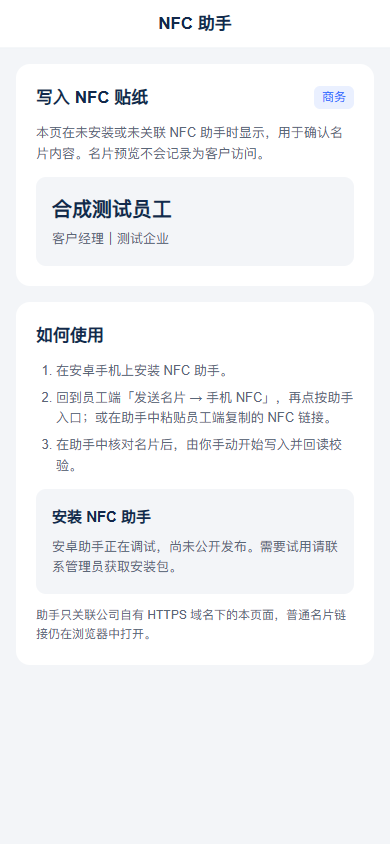 NFC 助手
写入 NFC 贴纸
商务
本页在未安装或未关联 NFC 助手时显示，用于确认名
片内容。名片预览不会记录为客户访问。
合成测试员工
客户经理｜测试企业
如何使用
1. 在安卓手机上安装 NFC 助手。
2. 回到员工端「发送名片 → 手机 NFC」，再点按助手
入口；或在助手中粘贴员工端复制的 NFC 链接。
3. 在助手中核对名片后，由你手动开始写入并回读校
验。
安装 NFC 助手
安卓助手正在调试，尚未公开发布。需要试用请联
系管理员获取安装包。
助手只关联公司自有 HTTPS 域名下的本页面，普通名片链
接仍在浏览器中打开。